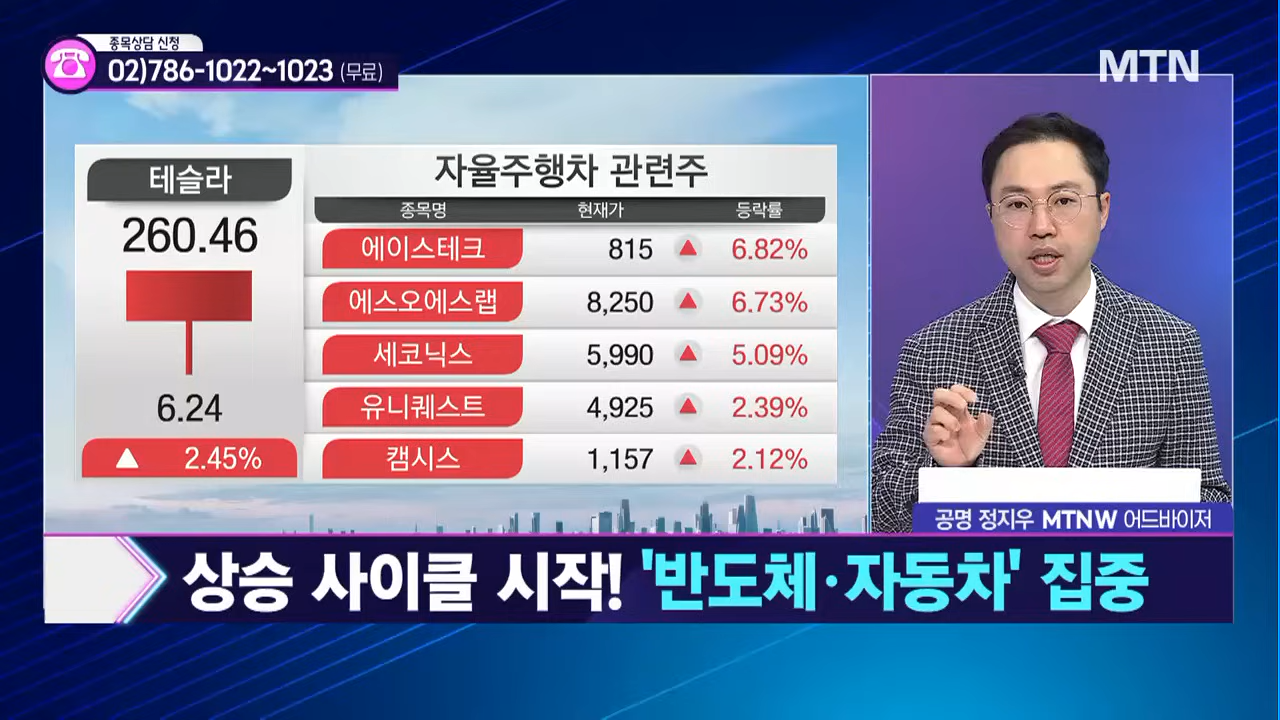 종목상담 신청
02)786-1022~1023 (무료)
MTN
테슬라
260.46
6.24
▲ 2.45%
자율주행차 관련주
종목명 현재가 등락률
에이스테크 815 ▲ 6.82%
에스오에스랩 8,250 ▲ 6.73%
세코닉스 5,990 ▲ 5.09%
유니퀘스트 4,925 ▲ 2.39%
캠시스 1,157 ▲ 2.12%
공명 정지우 MTNW 어드바이저
상승 사이클 시작! '반도체·자동차' 집중